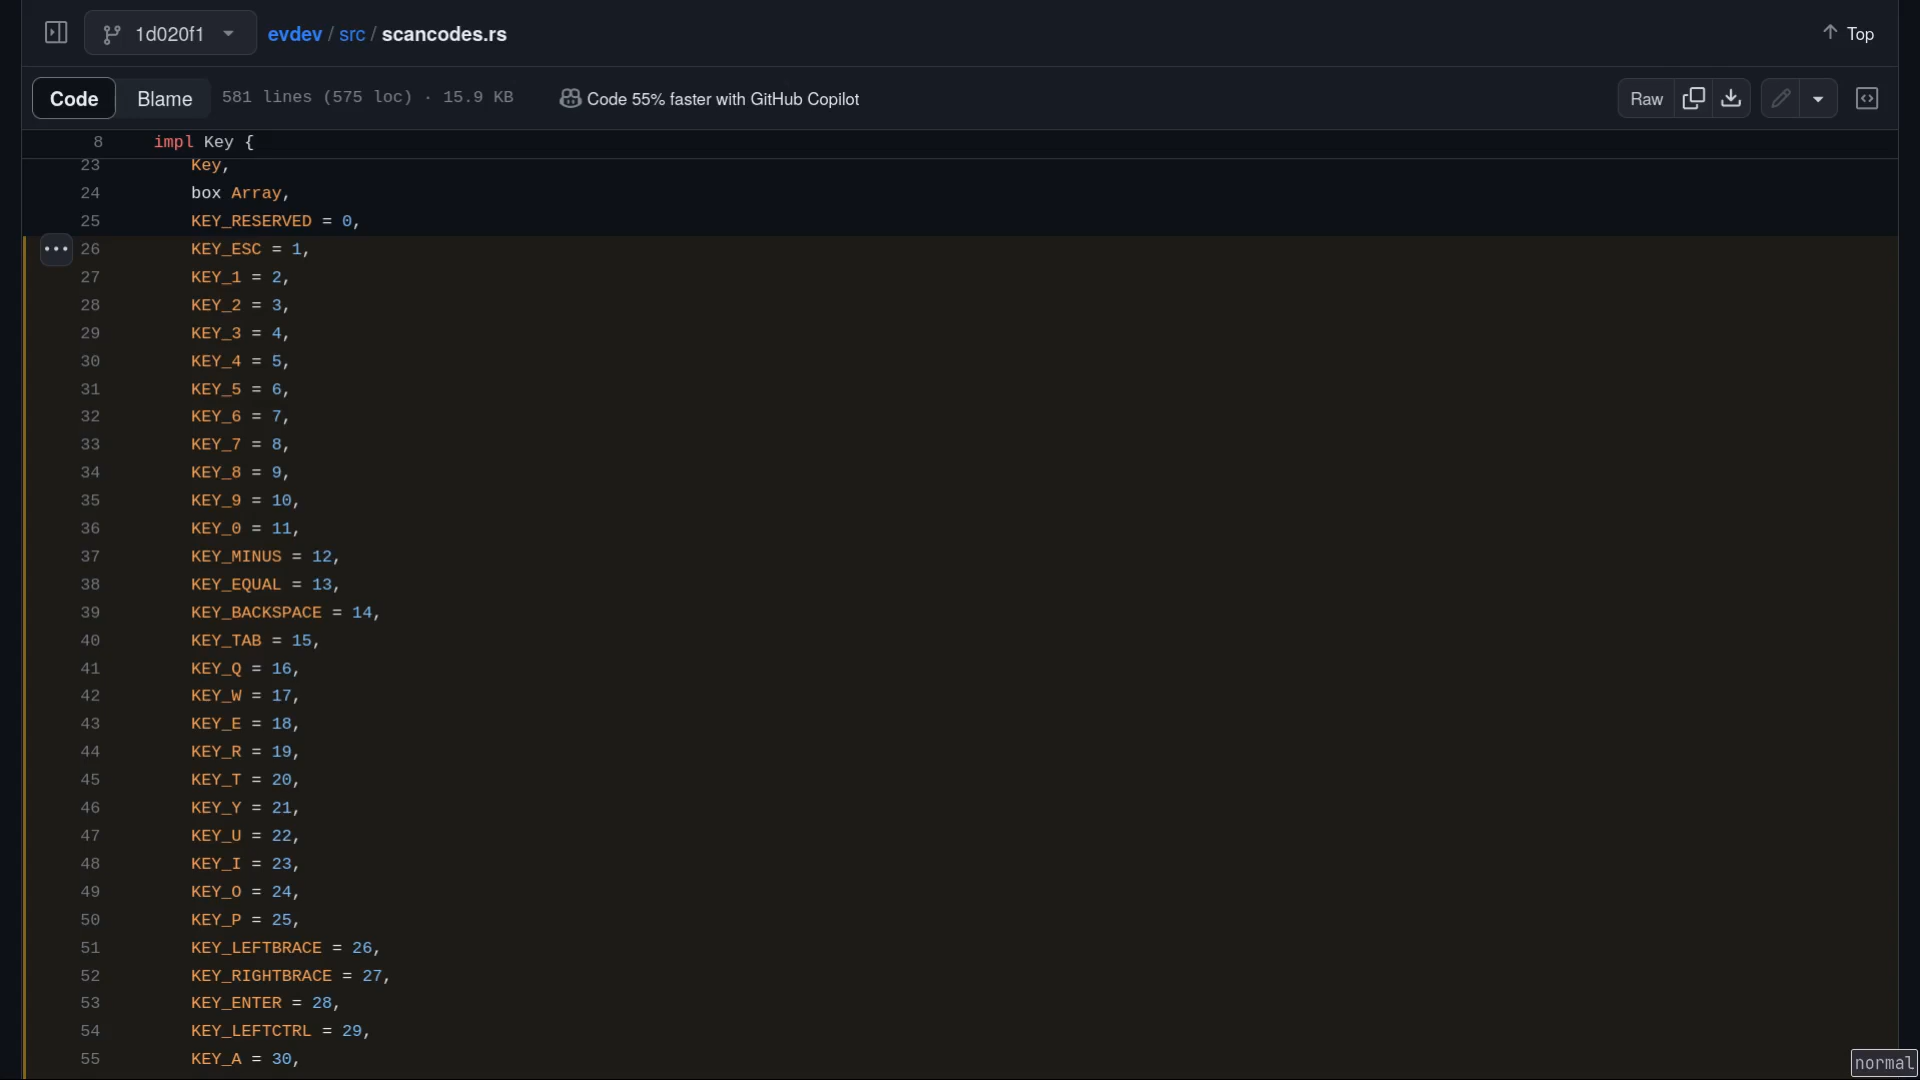 1d020f1 evdev / src / scancodes.rs Top
Code Blame 581 lines (575 loc) · 15.9 KB Code 55% faster with GitHub Copilot Raw
8 impl Key {
23 Key,
24 box Array,
25 KEY_RESERVED = 0,
26 KEY_ESC = 1,
27 KEY_1 = 2,
28 KEY_2 = 3,
29 KEY_3 = 4,
30 KEY_4 = 5,
31 KEY_5 = 6,
32 KEY_6 = 7,
33 KEY_7 = 8,
34 KEY_8 = 9,
35 KEY_9 = 10,
36 KEY_0 = 11,
37 KEY_MINUS = 12,
38 KEY_EQUAL = 13,
39 KEY_BACKSPACE = 14,
40 KEY_TAB = 15,
41 KEY_Q = 16,
42 KEY_W = 17,
43 KEY_E = 18,
44 KEY_R = 19,
45 KEY_T = 20,
46 KEY_Y = 21,
47 KEY_U = 22,
48 KEY_I = 23,
49 KEY_O = 24,
50 KEY_P = 25,
51 KEY_LEFTBRACE = 26,
52 KEY_RIGHTBRACE = 27,
53 KEY_ENTER = 28,
54 KEY_LEFTCTRL = 29,
55 KEY_A = 30,
normal